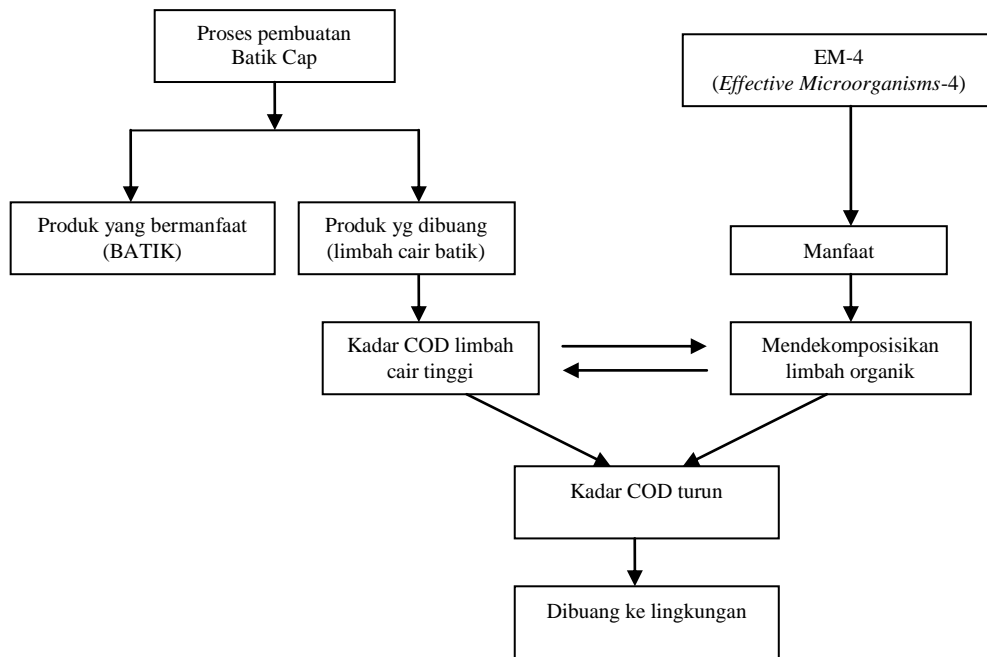 Proses pembuatan
Batik Cap
EM-4
(Effective Microorganisms-4)
Produk yang bermanfaat
(BATIK)
Produk yg dibuang
(limbah cair batik)
Manfaat
Kadar COD limbah
cair tinggi
Mendekomposisikan
limbah organik
Kadar COD turun
Dibuang ke lingkungan